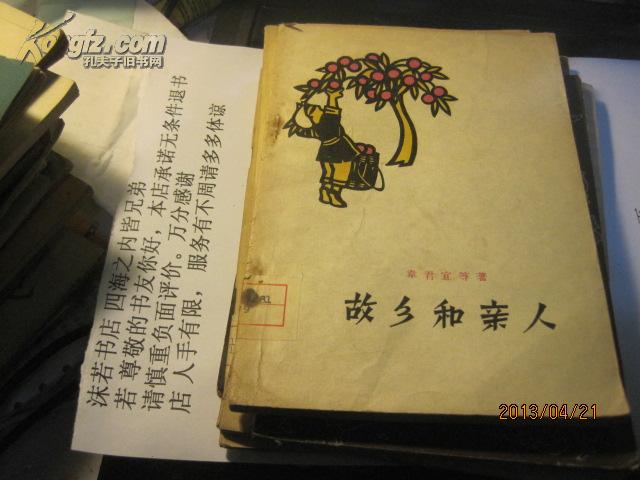 Kongfz.com
孔夫子旧书网
沫若书店 四海之内皆兄弟
若 尊敬的书友你好，本店承诺无条件退书
请慎重负面评价。万分感谢
店 人手有限，服务有不周请多多体谅
韦君宜等著
故乡和亲人
2013/04/21